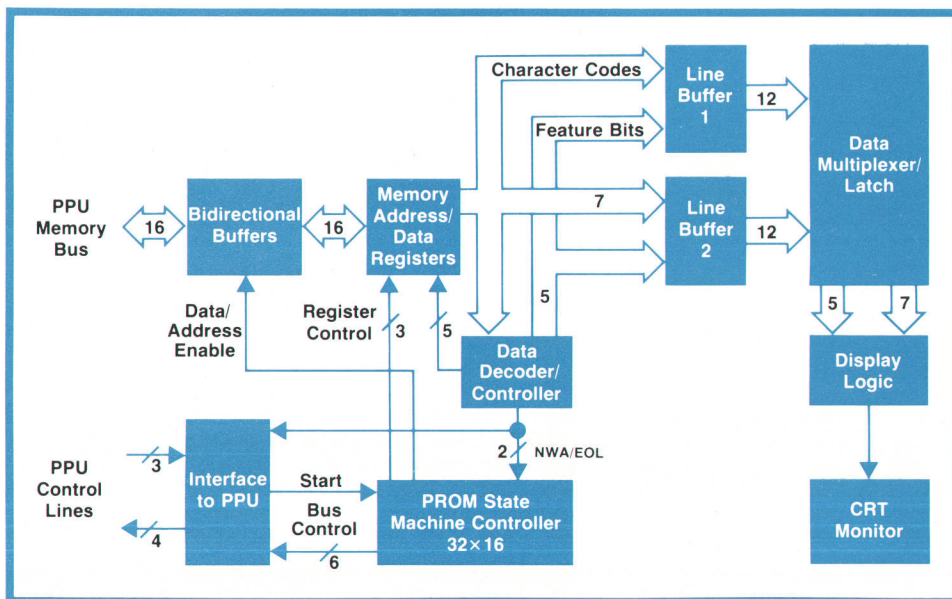 Character Codes
Line
Buffer
1
12
Data
Multiplexer/
Latch
Feature Bits
PPU
Memory
Bus
16
Bidirectional
Buffers
16
Memory
Address/
Data
Registers
7
Line
Buffer
2
12
Data/
Address
Enable
Register
Control
3
5
5
Data
Decoder/
Controller
5
7
Display
Logic
2
NWA/EOL
PPU
Control
Lines
3
4
Interface
to PPU
Start
Bus
Control
6
PROM State
Machine Controller
32×16
CRT
Monitor